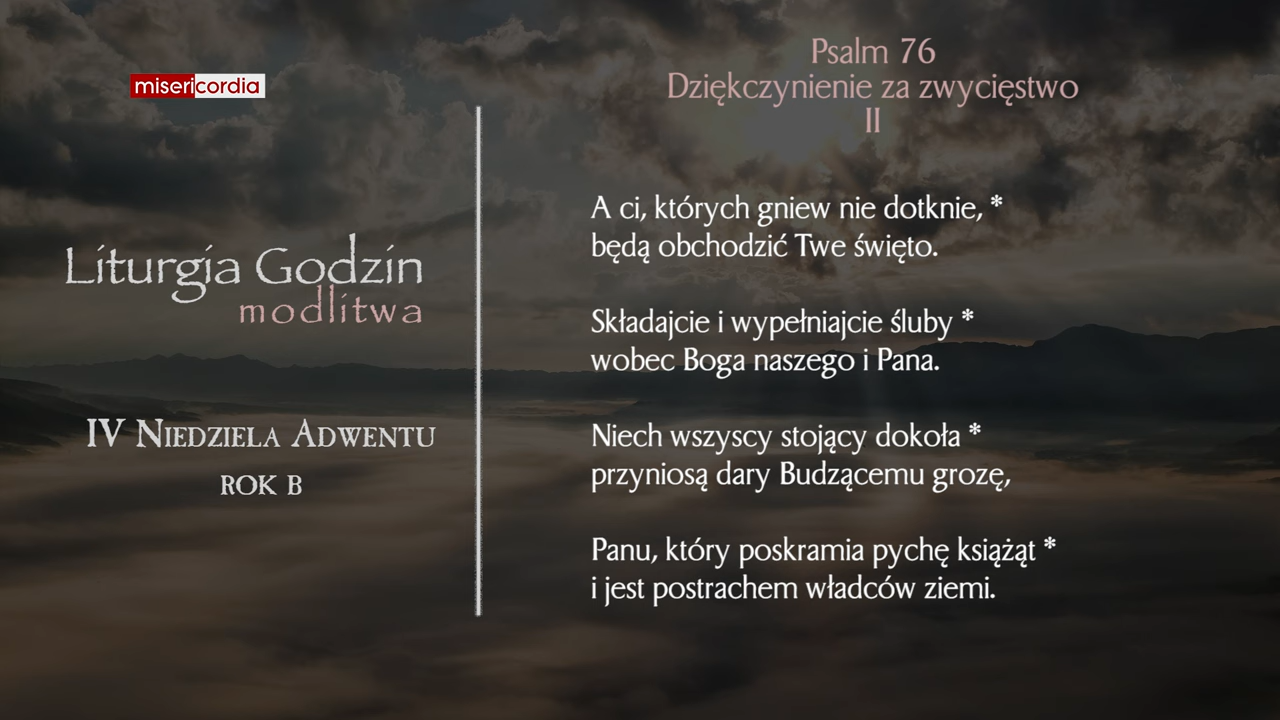 misericordia
Liturgia Godzin
modlitwa
IV Niedziela Adwentu
rok B
Psalm 76
Dziękczynienie za zwycięstwo
II
A ci, których gniew nie dotknie, *
będą obchodzić Twe święto.
Składajcie i wypełniajcie śluby *
wobec Boga naszego i Pana.
Niech wszyscy stojący dokoła *
przyniosą dary Budzącemu grozę,
Panu, który poskramia pychę książąt *
i jest postrachem władców ziemi.